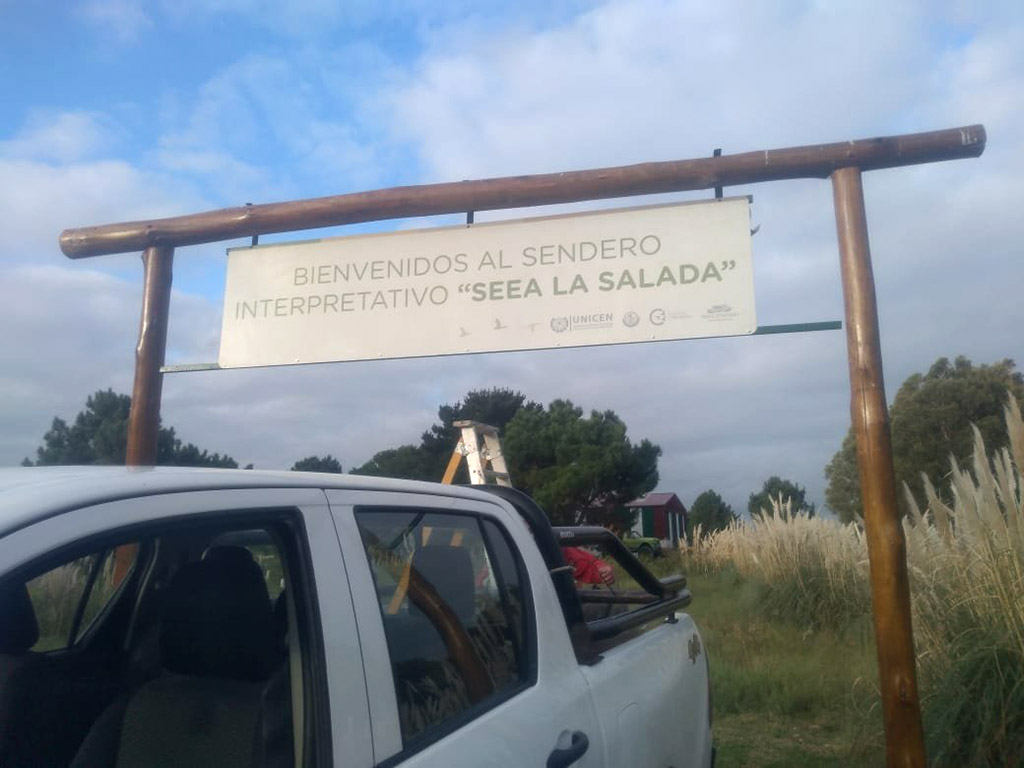 BIENVENIDOS AL SENDERO
INTERPRETATIVO “SEEA LA SALADA”
UNICEN